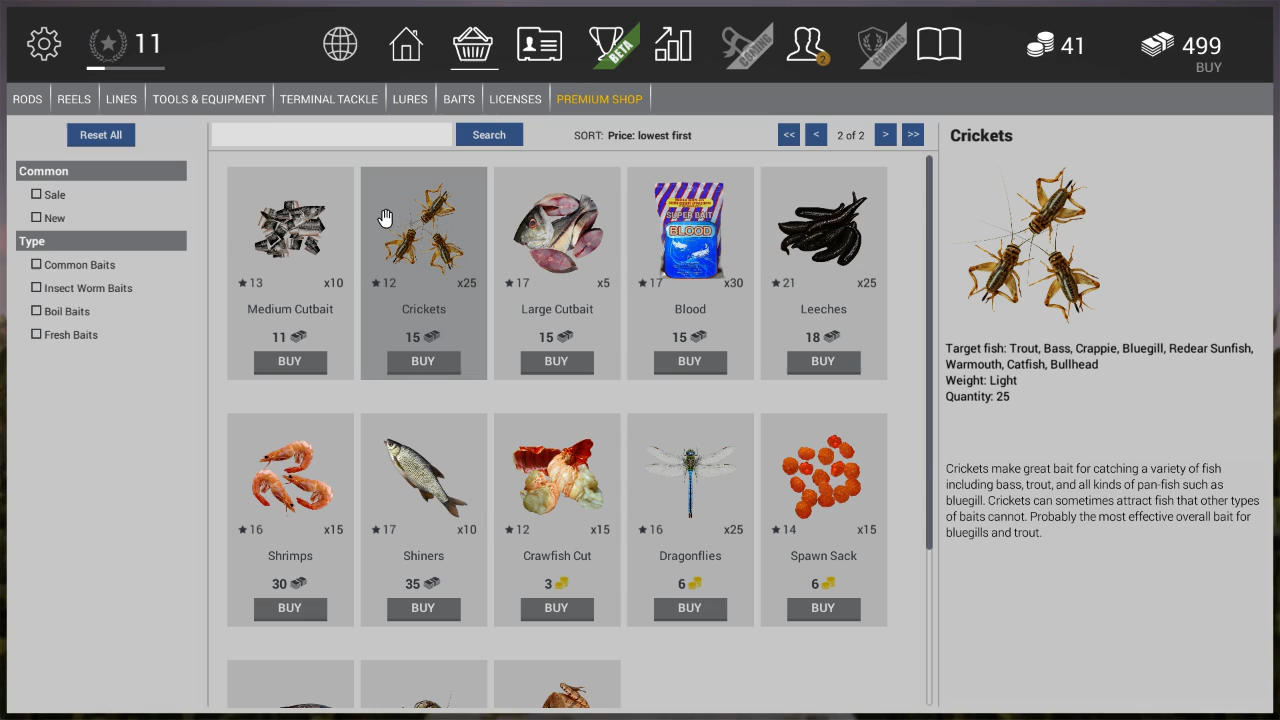 11
BETA
COMING
2
COMING
41
499
BUY
RODS
REELS
LINES
TOOLS & EQUIPMENT
TERMINAL TACKLE
LURES
BAITS
LICENSES
PREMIUM SHOP
Reset All
Search
SORT: Price: lowest first
<<
<
2 of 2
>
>>
Common
Sale
New
Type
Common Baits
Insect Worm Baits
Boil Baits
Fresh Baits
13 x10
Medium Cutbait
11
BUY
12 x25
Crickets
15
BUY
17 x5
Large Cutbait
15
BUY
SUPER BAIT
BLOOD
17 x30
Blood
15
BUY
21 x25
Leeches
18
BUY
16 x15
Shrimps
30
BUY
17 x10
Shiners
35
BUY
12 x15
Crawfish Cut
3
BUY
16 x25
Dragonflies
6
BUY
14 x15
Spawn Sack
6
BUY
Crickets
Target fish: Trout, Bass, Crappie, Bluegill, Redear Sunfish,
Warmouth, Catfish, Bullhead
Weight: Light
Quantity: 25
Crickets make great bait for catching a variety of fish
including bass, trout, and all kinds of pan-fish such as
bluegill. Crickets can sometimes attract fish that other types
of baits cannot. Probably the most effective overall bait for
bluegills and trout.